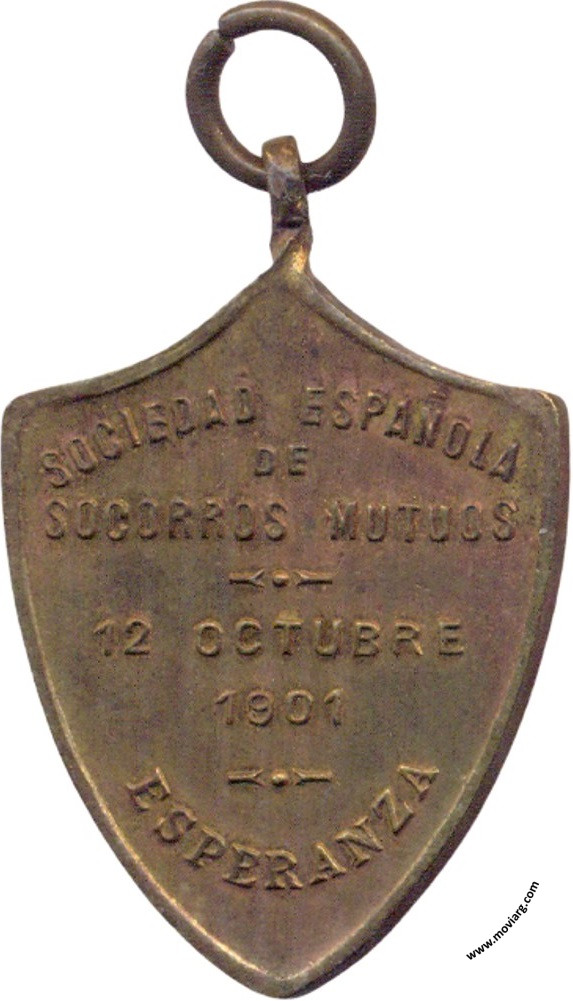 SOCIEDAD ESPAÑOLA
DE
SOCORROS MUTUOS
12 OCTUBRE
1901
ESPERANZA
www.moviarg.com